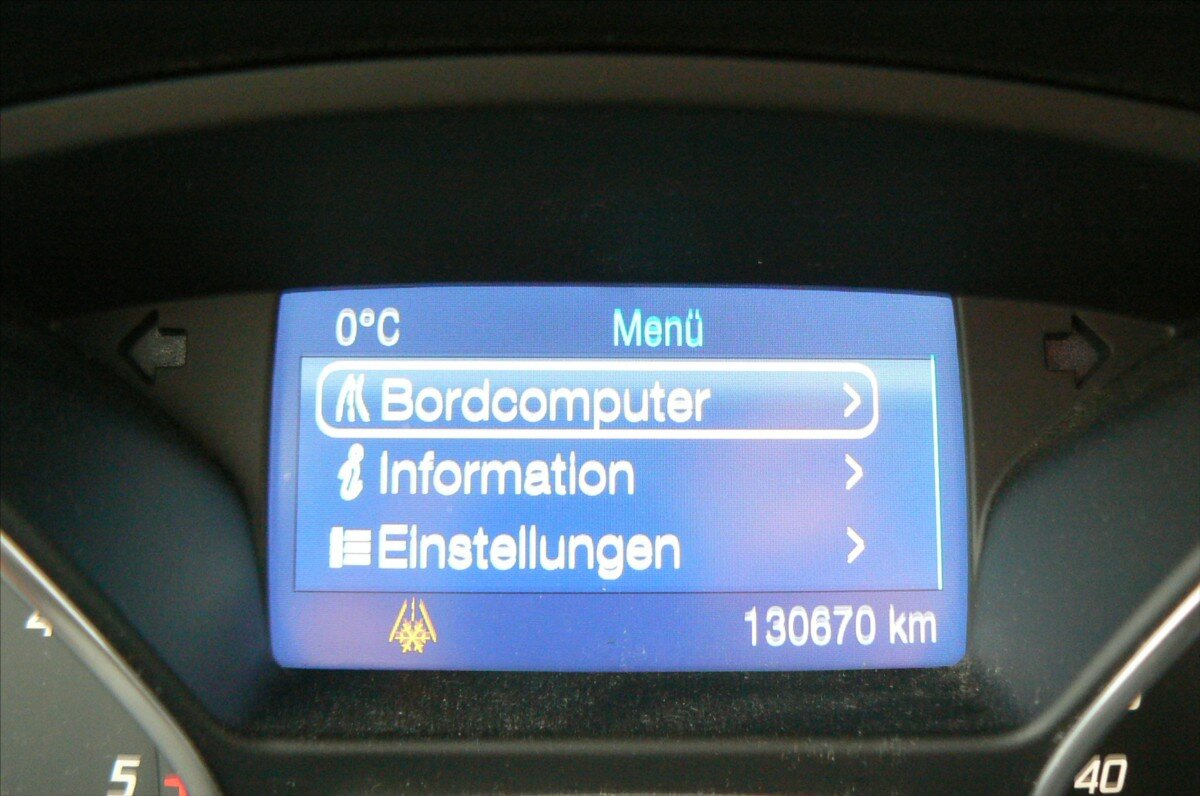 0°C Menü
Bordcomputer >
Information >
Einstellungen >
130670 km
4
5
40